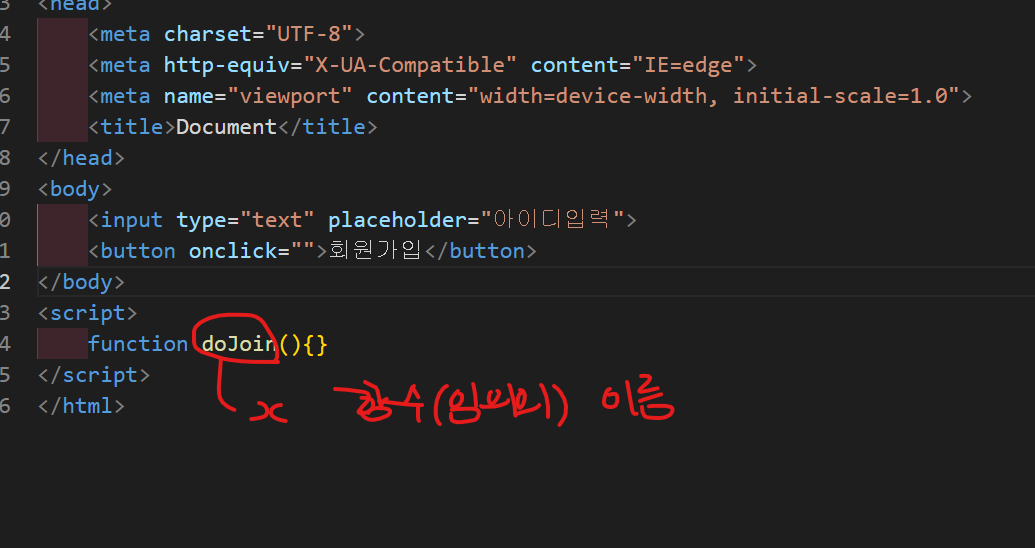 3 <head>
4 <meta charset="UTF-8">
5 <meta http-equiv="X-UA-Compatible" content="IE=edge">
6 <meta name="viewport" content="width=device-width, initial-scale=1.0">
7 <title>Document</title>
8 </head>
9 <body>
0 <input type="text" placeholder="아이디입력">
1 <button onclick="">회원가입</button>
2 </body>
3 <script>
4 function doJoin(){}
5 </script>
6 </html>
x 함수(임의의) 이름